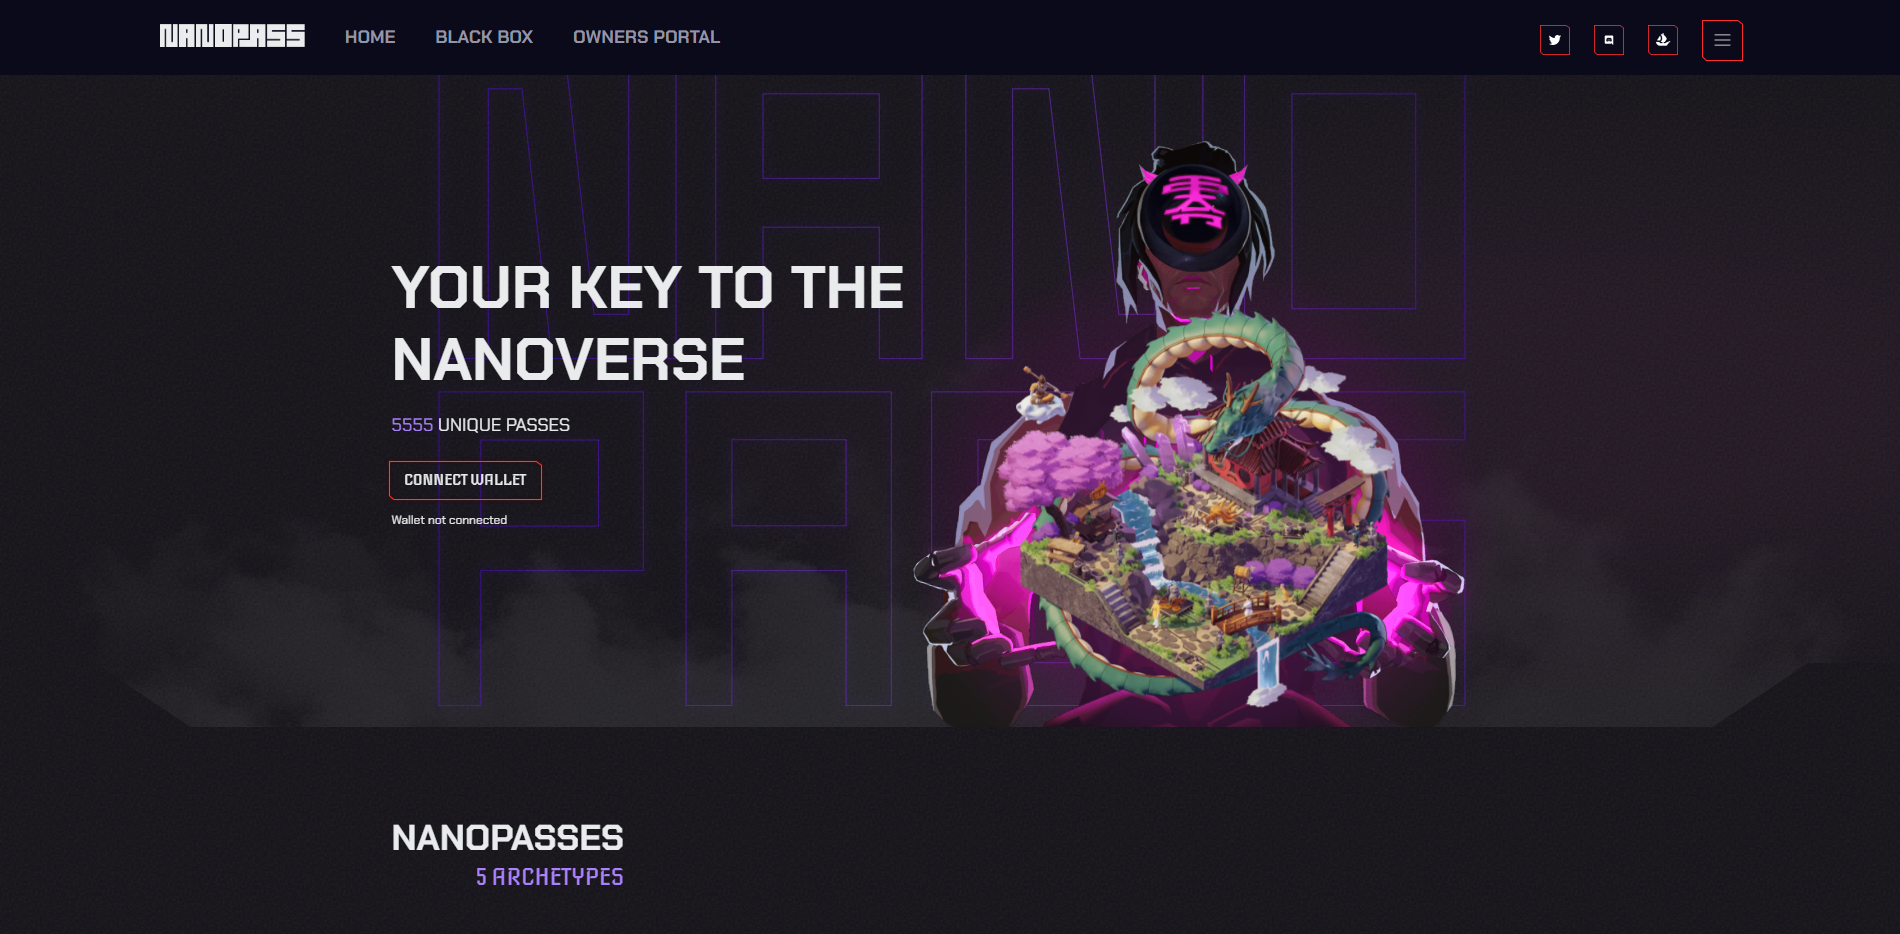 NANOPASS
HOME
BLACK BOX
OWNERS PORTAL
NANO
YOUR KEY TO THE
NANOVERSE
5555 UNIQUE PASSES
CONNECT WALLET
Wallet not connected
NANOPASSES
5 ARCHETYPES